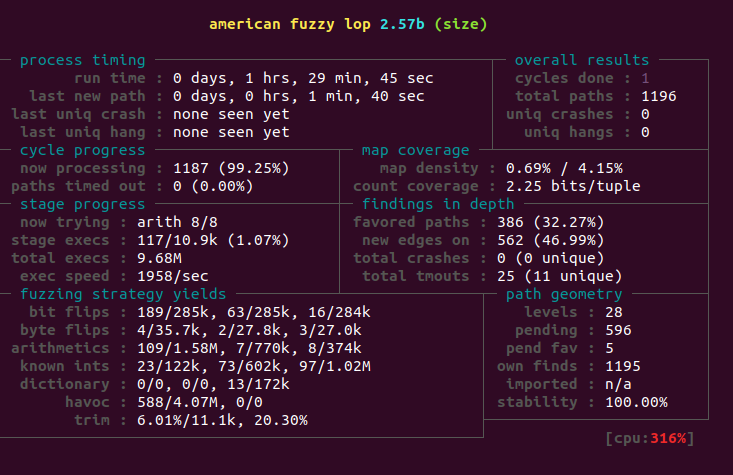 american fuzzy lop 2.57b (size)
process timing
run time : 0 days, 1 hrs, 29 min, 45 sec
last new path : 0 days, 0 hrs, 1 min, 40 sec
last uniq crash : none seen yet
last uniq hang : none seen yet
overall results
cycles done : 1
total paths : 1196
uniq crashes : 0
uniq hangs : 0
cycle progress
now processing : 1187 (99.25%)
paths timed out : 0 (0.00%)
map coverage
map density : 0.69% / 4.15%
count coverage : 2.25 bits/tuple
stage progress
now trying : arith 8/8
stage execs : 117/10.9k (1.07%)
total execs : 9.68M
exec speed : 1958/sec
findings in depth
favored paths : 386 (32.27%)
new edges on : 562 (46.99%)
total crashes : 0 (0 unique)
total tmouts : 25 (11 unique)
fuzzing strategy yields
bit flips : 189/285k, 63/285k, 16/284k
byte flips : 4/35.7k, 2/27.8k, 3/27.0k
arithmetics : 109/1.58M, 7/770k, 8/374k
known ints : 23/122k, 73/602k, 97/1.02M
dictionary : 0/0, 0/0, 13/172k
havoc : 588/4.07M, 0/0
trim : 6.01%/11.1k, 20.30%
path geometry
levels : 28
pending : 596
pend fav : 5
own finds : 1195
imported : n/a
stability : 100.00%
[cpu:316%]